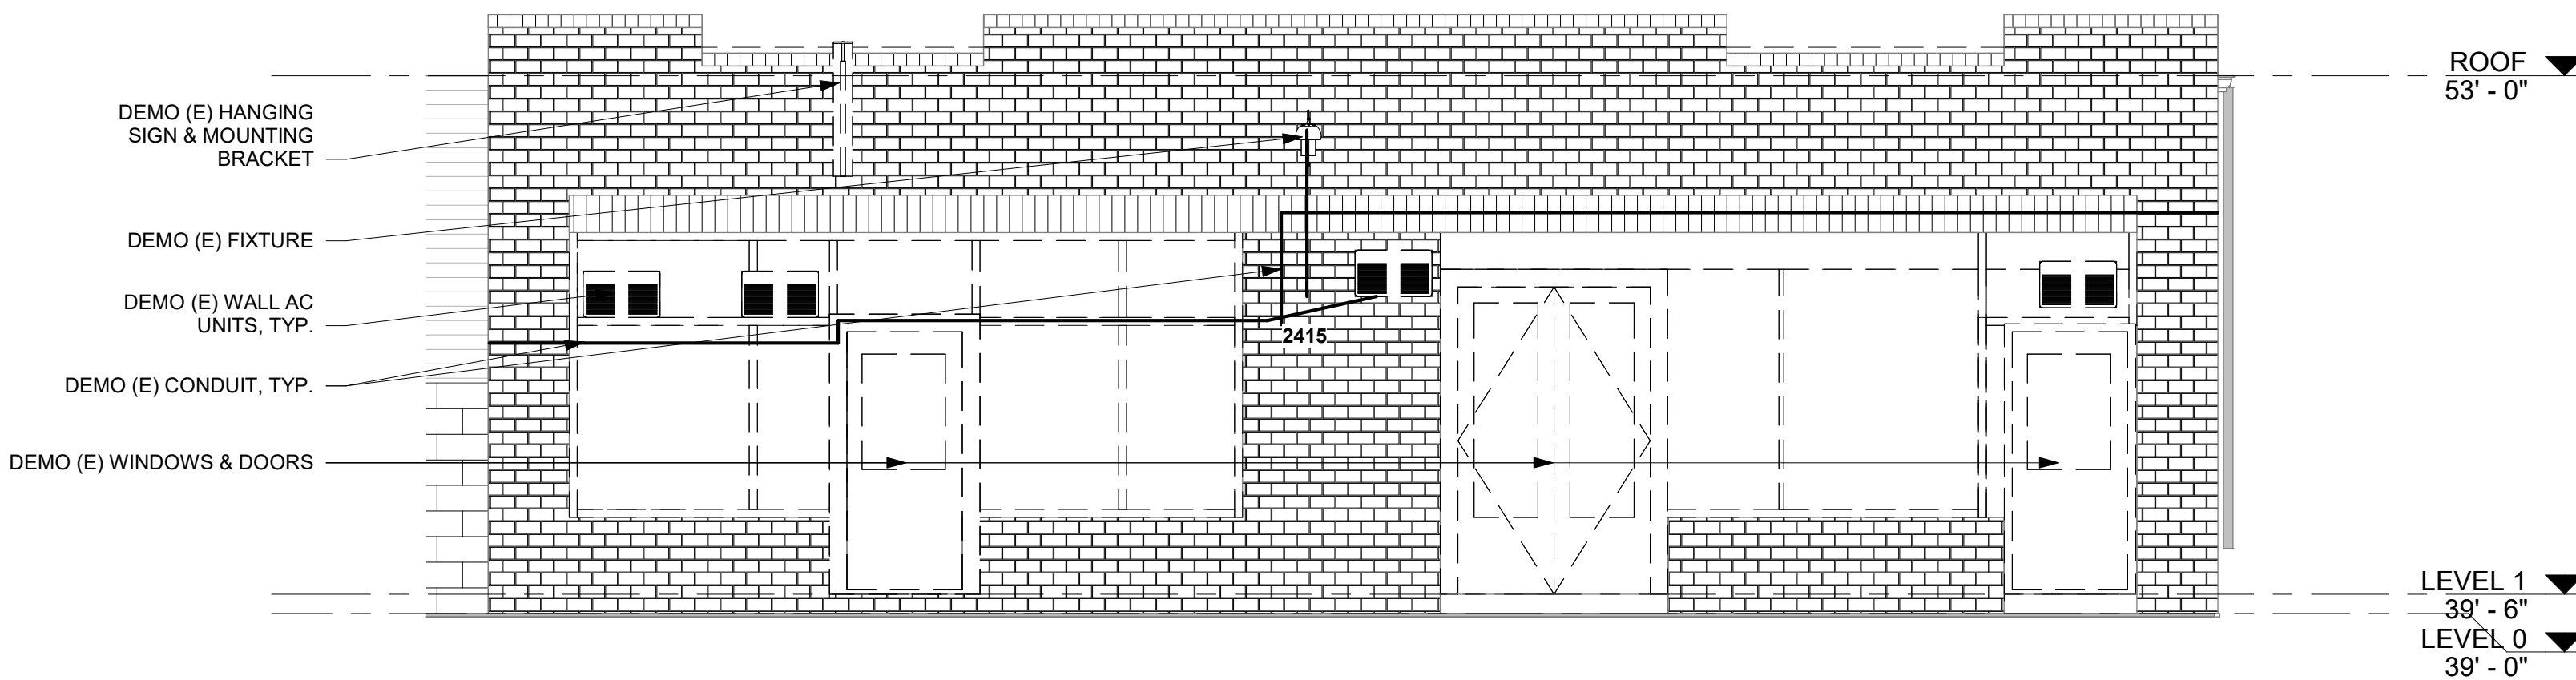 DEMO (E) HANGING
SIGN & MOUNTING
BRACKET
DEMO (E) FIXTURE
DEMO (E) WALL AC
UNITS, TYP.
DEMO (E) CONDUIT, TYP.
DEMO (E) WINDOWS & DOORS
2415
ROOF
53' - 0"
LEVEL 1
39' - 6"
LEVEL 0
39' - 0"